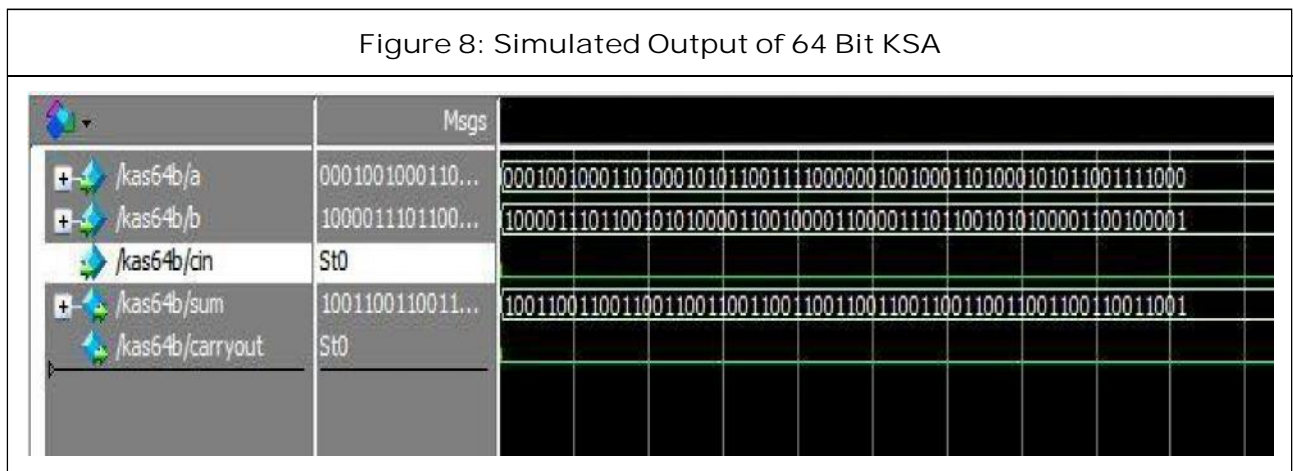 Figure 8: Simulated Output of 64 Bit KSA
Msgs
/kas64b/a 0001001000110... 0001001000110100010101100111100000010010001101000101011001111000
/kas64b/b 1000011101100... 1000011101100101010000110010000110000111011001010100001100100001
/kas64b/cin St0
/kas64b/sum 1001100110011... 1001100110011001100110011001100110011001100110011001100110011001
/kas64b/carryout St0